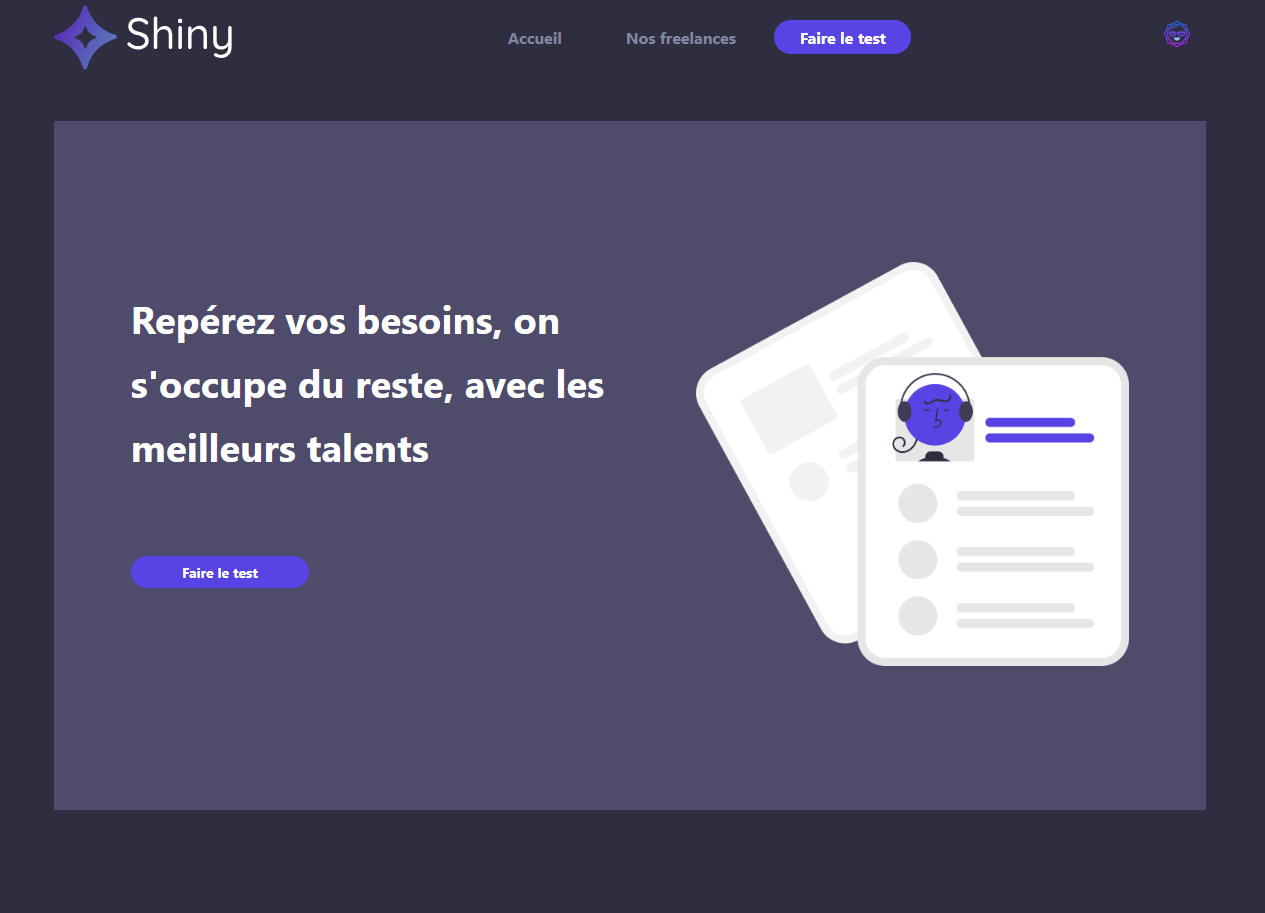 Shiny
Accueil
Nos freelances
Faire le test
Repérez vos besoins, on
s'occupe du reste, avec les
meilleurs talents
Faire le test